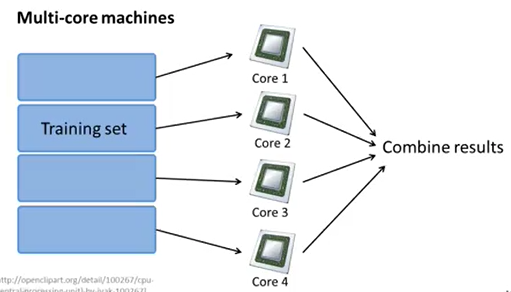 Multi-core machines
Core 1
Training set
Core 2
Combine results
Core 3
Core 4
http://openclipart.org/detail/100267/cpu-